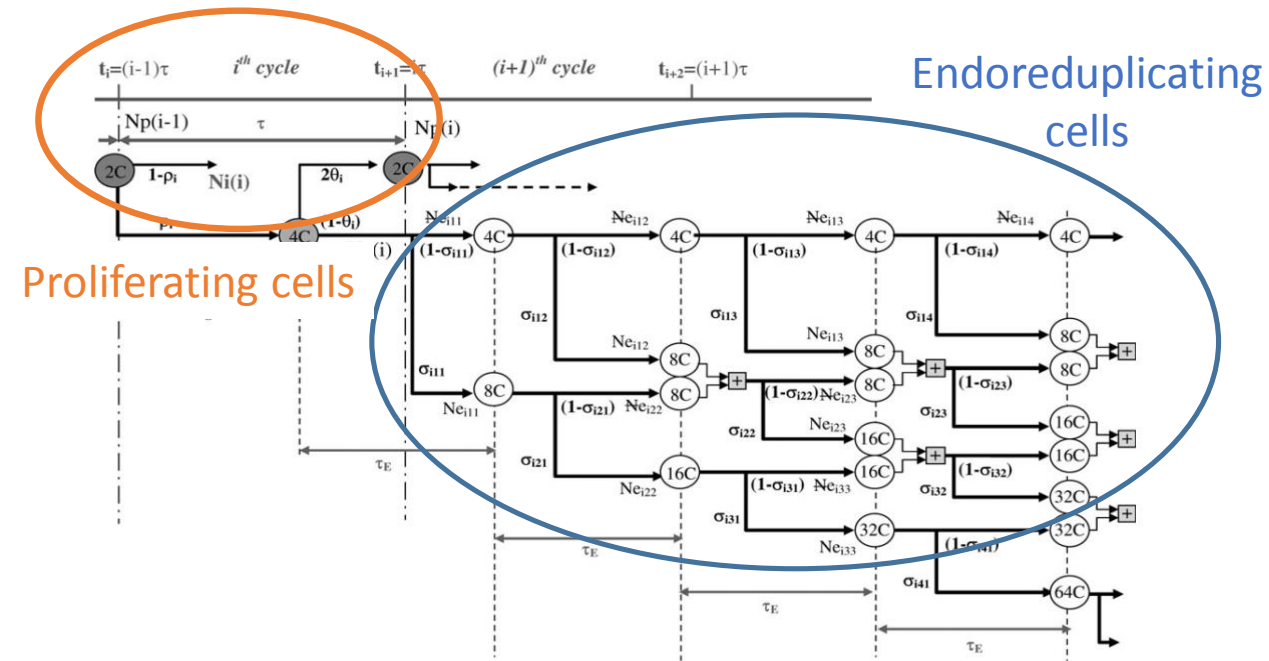 tᵢ=(i-1)τ iᵗʰ cycle tᵢ₊₁=iτ (i+1)ᵗʰ cycle tᵢ₊₂=(i+1)τ
Endoreduplicating
cells
Np(i-1) τ Np(i)
2C 1-ρᵢ Ni(i) 2θᵢ 2C
4C (1-θᵢ) (i)
Proliferating cells
Neᵢ₁₁ 4C Neᵢ₁₂ 4C Neᵢ₁₃ 4C Neᵢ₁₄ 4C
(1-σᵢ₁₁) (1-σᵢ₁₂) (1-σᵢ₁₃) (1-σᵢ₁₄)
σᵢ₁₂ σᵢ₁₃ σᵢ₁₄
Neᵢ₁₂ 8C Neᵢ₁₃ 8C 8C +
σᵢ₁₁ 8C 8C + 8C + 8C
Neᵢ₁₁ (1-σᵢ₂₁) Neᵢ₂₂ (1-σᵢ₂₂) Neᵢ₂₃ (1-σᵢ₂₃)
σᵢ₂₂ Neᵢ₂₃ 16C σᵢ₂₃ 16C +
σᵢ₂₁ 16C 16C + 16C
Neᵢ₂₂ (1-σᵢ₃₁) Neᵢ₃₃ (1-σᵢ₃₂)
τE σᵢ₃₁ σᵢ₃₂ 32C +
Neᵢ₃₃ 32C 32C
τE (1-σᵢ₄₁)
σᵢ₄₁ 64C
τE
τE